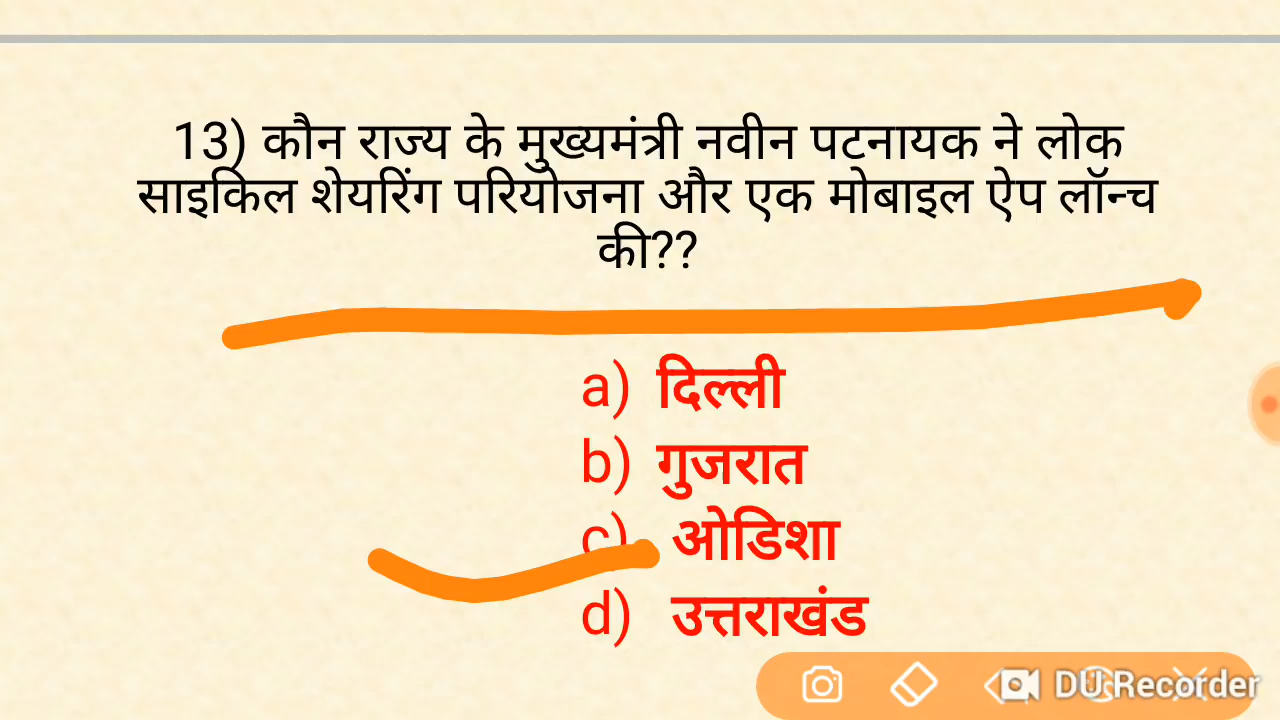 13) कौन राज्य के मुख्यमंत्री नवीन पटनायक ने लोक
साइकिल शेयरिंग परियोजना और एक मोबाइल ऐप लॉन्च
की??
a) दिल्ली
b) गुजरात
c) ओडिशा
d) उत्तराखंड
DU Recorder